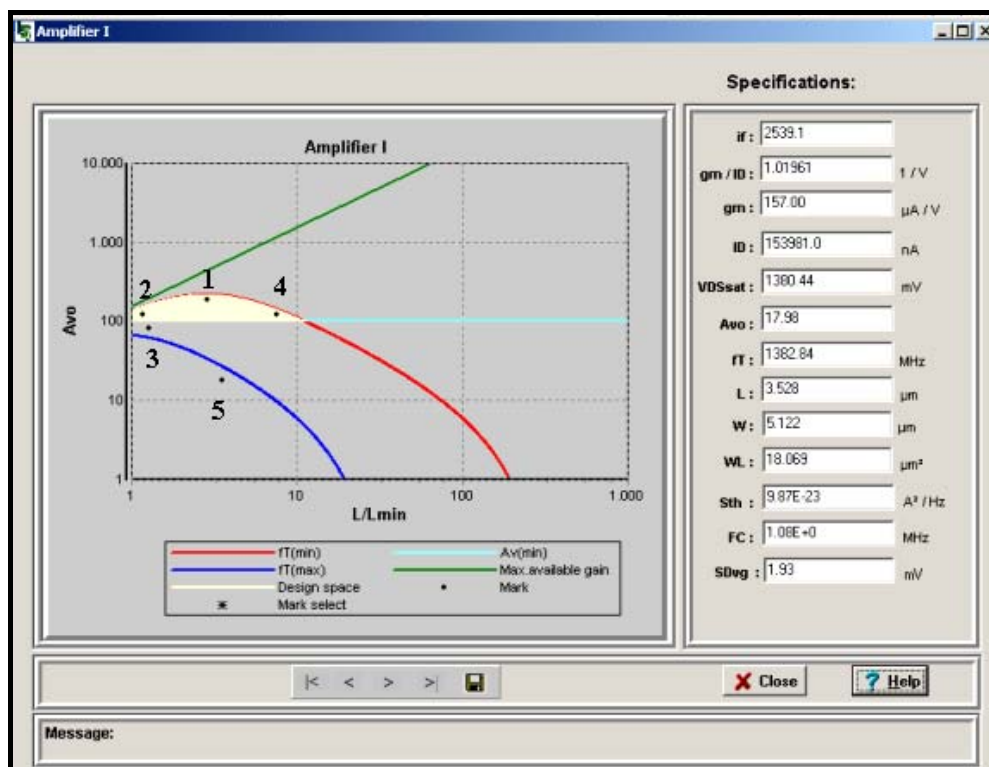 Amplifier I
Specifications:
Amplifier I
10.000
1.000
100
10
1
Avo
1
10
100
1.000
L/Lmin
1
2
3
4
5
fT(min)
Av(min)
fT(max)
Max.available gain
Design space
Mark
Mark select
if : 2539.1
gm / ID : 1.01961 1 / V
gm : 157.00 µA / V
ID : 153981.0 nA
VDSsat : 1380.44 mV
Avo : 17.98
fT : 1382.84 MHz
L : 3.528 µm
W : 5.122 µm
WL : 18.069 µm²
Sth : 9.87E-23 A² / Hz
FC : 1.08E+0 MHz
SDvg : 1.93 mV
|< < > >|
Close
Help
Message: